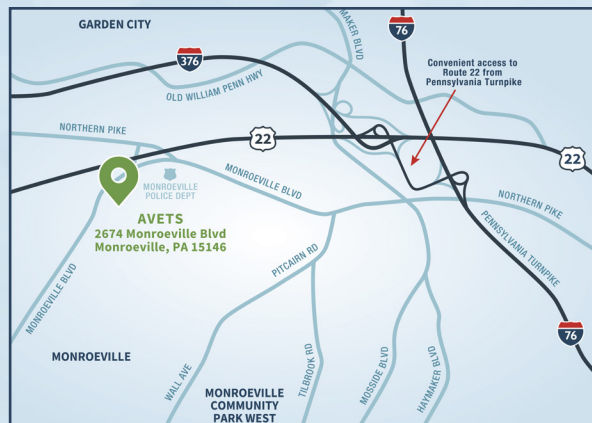 GARDEN CITY
76
MAKER BLVD
376
Convenient access to
Route 22 from
Pennsylvania Turnpike
OLD WILLIAM PENN HWY
NORTHERN PIKE
22
22
MONROEVILLE
POLICE DEPT
MONROEVILLE BLVD
NORTHERN PIKE
AVETS
2674 Monroeville Blvd
Monroeville, PA 15146
PENNSYLVANIA TURNPIKE
PITCAIRN RD
MONROEVILLE BLVD
76
MONROEVILLE
WALL AVE
TILBROOK RD
MOSSIDE BLVD
HAYMAKER BLVD
MONROEVILLE
COMMUNITY
PARK WEST